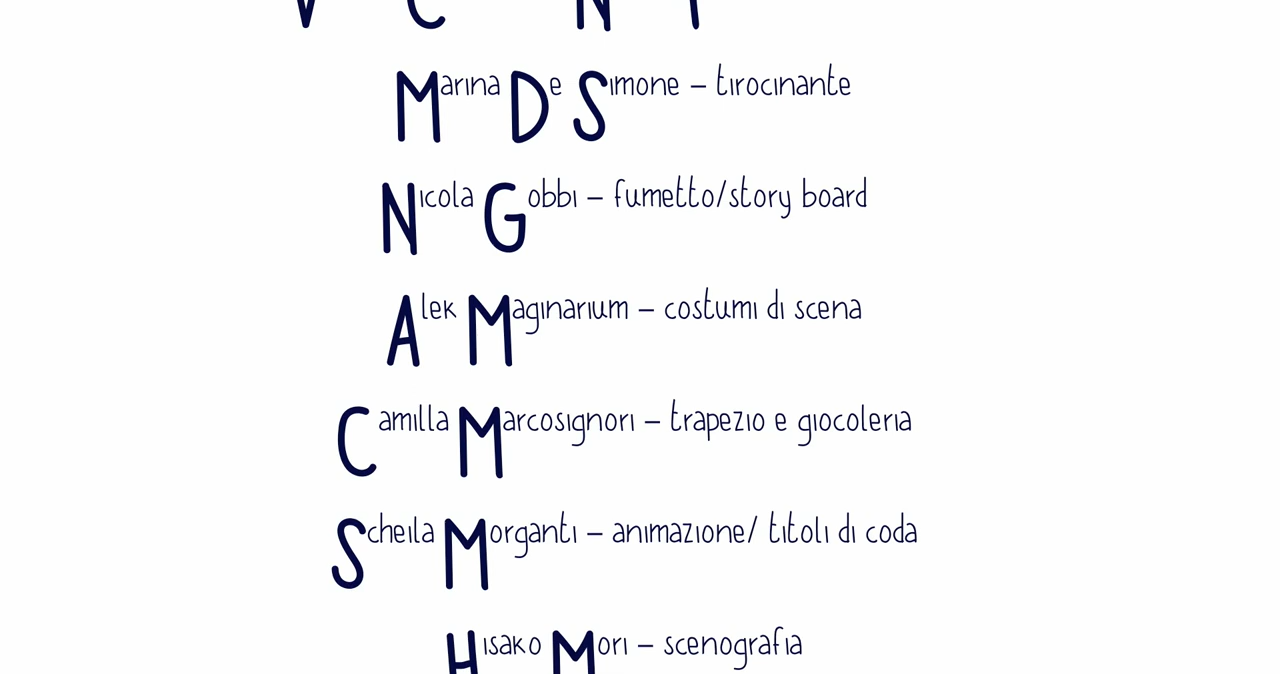 Marina De Simone – tirocinante
Nicola Gobbi – fumetto/story board
Alek Maginarium – costumi di scena
Camilla Marcosignori – trapezio e giocoleria
Scheila Morganti – animazione/ titoli di coda
Hisako Mori – scenografia